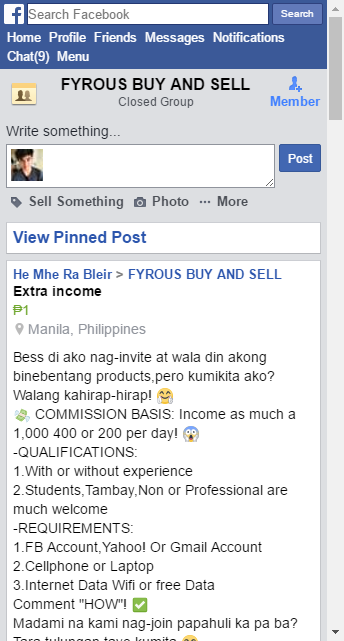 f Search Facebook Search
Home Profile Friends Messages Notifications
Chat(9) Menu
FYROUS BUY AND SELL
Closed Group
Member
Write something...
Post
Sell Something Photo ··· More
View Pinned Post
He Mhe Ra Bleir > FYROUS BUY AND SELL
Extra income
₱1
Manila, Philippines
Bess di ako nag-invite at wala din akong
binebentang products,pero kumikita ako?
Walang kahirap-hirap! 🤗
💸 COMMISSION BASIS: Income as much a
1,000 400 or 200 per day! 😱
-QUALIFICATIONS:
1.With or without experience
2.Students,Tambay,Non or Professional are
much welcome
-REQUIREMENTS:
1.FB Account,Yahoo! Or Gmail Account
2.Cellphone or Laptop
3.Internet Data Wifi or free Data
Comment "HOW"! ✅
Madami na kami nag-join papahuli ka pa ba?
Tara tulungan tayo kumita